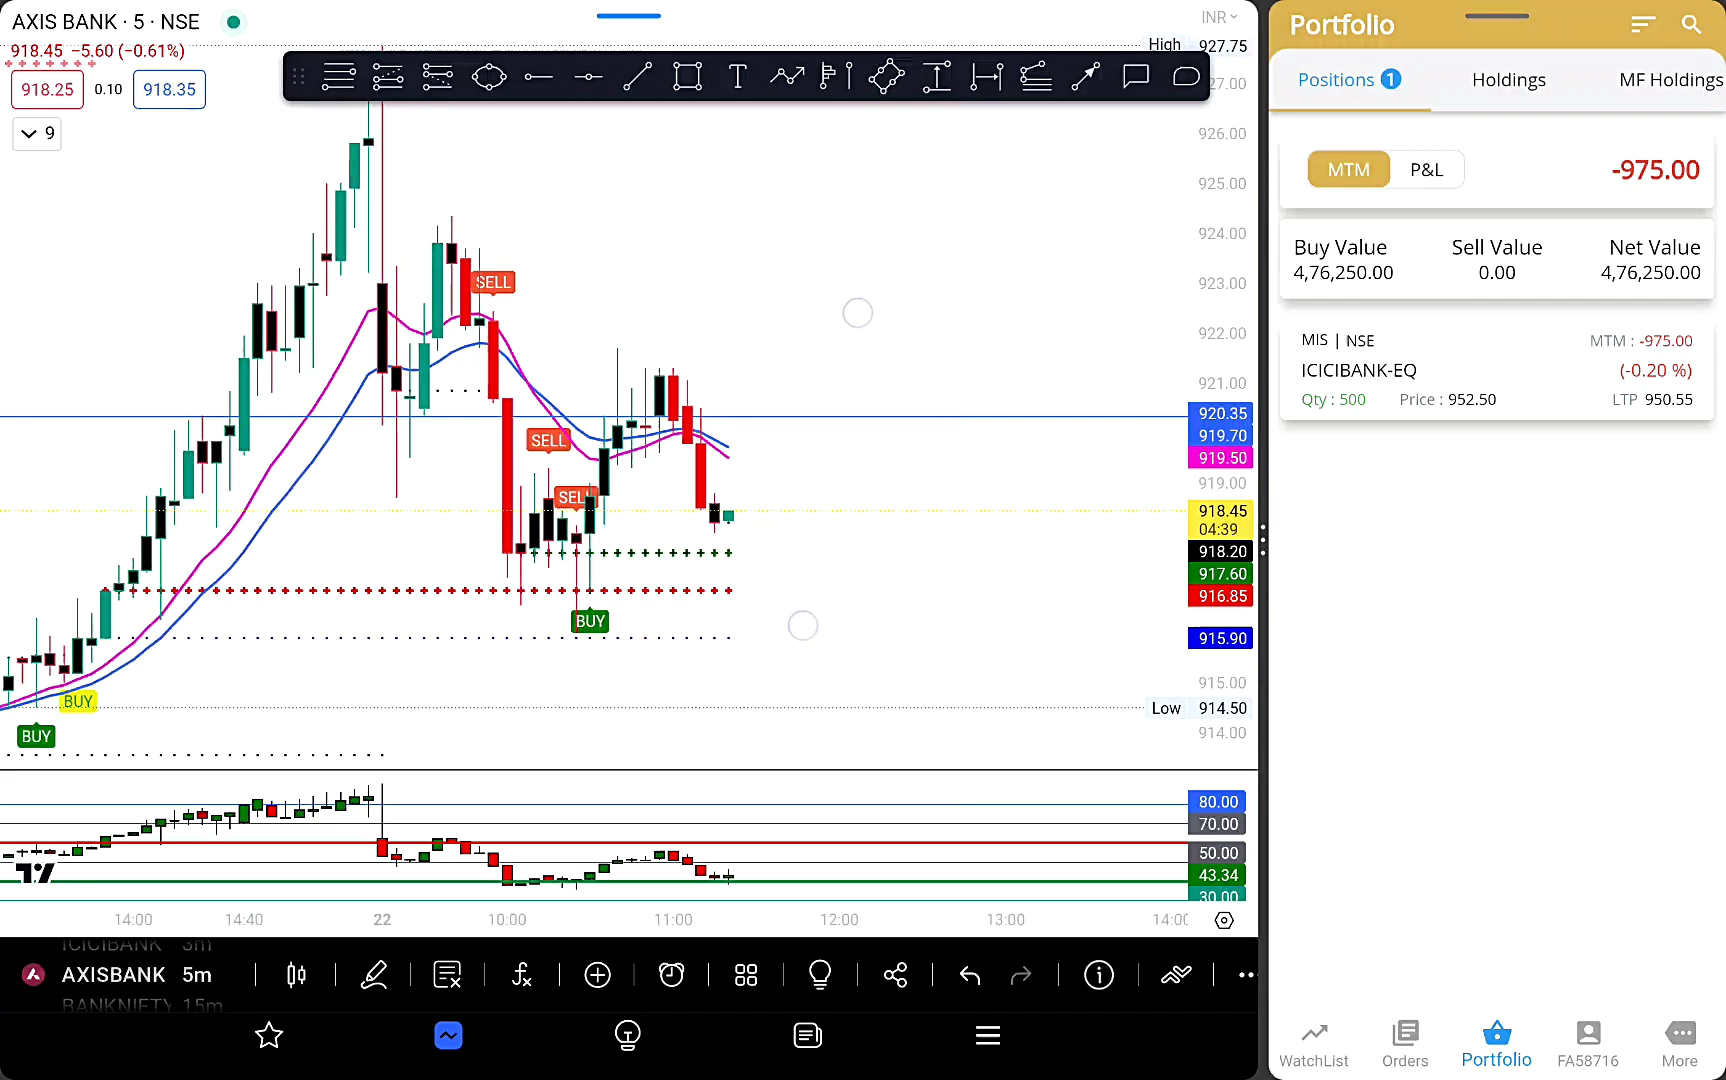 AXIS BANK · 5 · NSE
918.45 −5.60 (−0.61%)
918.25 0.10 918.35
9
INR
High 927.75
927.00
926.00
925.00
924.00
923.00
922.00
921.00
920.35
919.70
919.50
919.00
918.45
04:39
918.20
917.60
916.85
915.90
915.00
Low 914.50
914.00
SELL
SELL
SELL
BUY
BUY
BUY
80.00
70.00
50.00
43.34
30.00
14:00 14:40 22 10:00 11:00 12:00 13:00 14:00
ICICIBANK 3m
AXISBANK 5m
BANKNIFTY 15m
Portfolio
Positions 1 Holdings MF Holdings
MTM P&L -975.00
Buy Value Sell Value Net Value
4,76,250.00 0.00 4,76,250.00
MIS | NSE MTM : -975.00
ICICIBANK-EQ (-0.20 %)
Qty : 500 Price : 952.50 LTP 950.55
WatchList Orders Portfolio FA58716 More